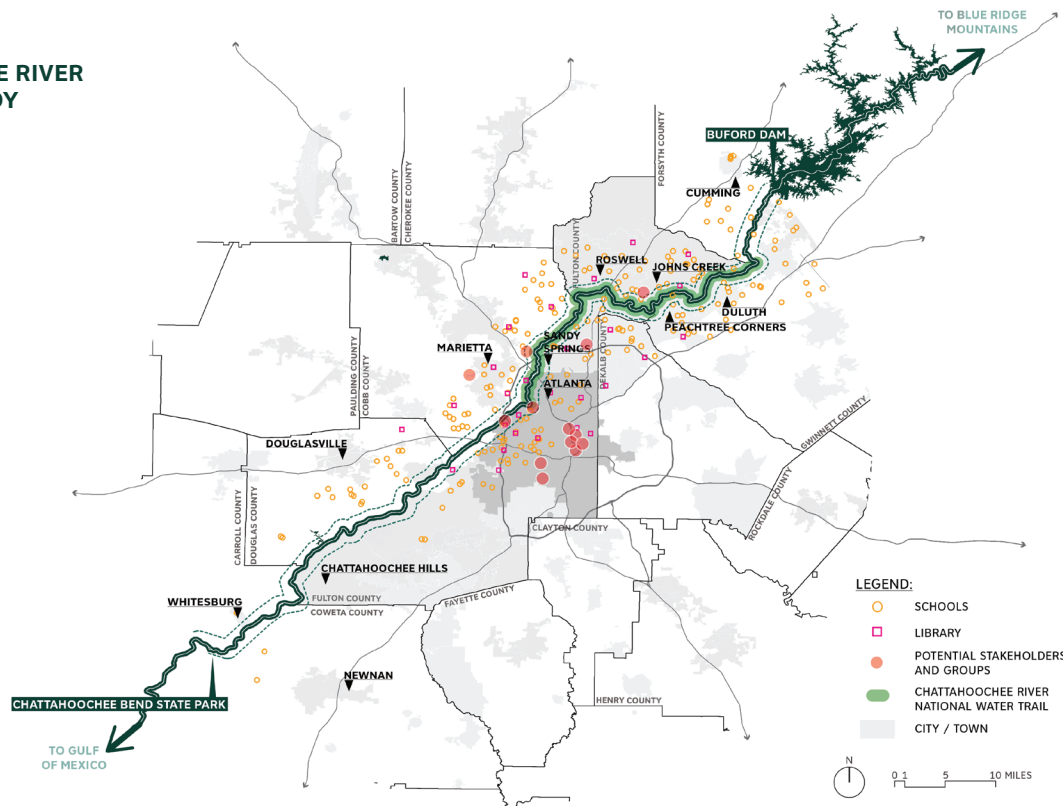 E RIVER
DY
TO BLUE RIDGE
MOUNTAINS
BUFORD DAM
FORSYTH COUNTY
BARTOW COUNTY
CHEROKEE COUNTY
CUMMING
FULTON COUNTY
ROSWELL
JOHNS CREEK
DULUTH
PEACHTREE CORNERS
SANDY
SPRINGS
MARIETTA
DEKALB COUNTY
ATLANTA
PAULDING COUNTY
COBB COUNTY
GWINNETT COUNTY
DOUGLASVILLE
ROCKDALE COUNTY
CARROLL COUNTY
DOUGLAS COUNTY
CLAYTON COUNTY
CHATTAHOOCHEE HILLS
WHITESBURG
FULTON COUNTY
COWETA COUNTY
FAYETTE COUNTY
NEWNAN
CHATTAHOOCHEE BEND STATE PARK
HENRY COUNTY
TO GULF
OF MEXICO
LEGEND:
SCHOOLS
LIBRARY
POTENTIAL STAKEHOLDERS
AND GROUPS
CHATTAHOOCHEE RIVER
NATIONAL WATER TRAIL
CITY / TOWN
N
0 1 5 10 MILES